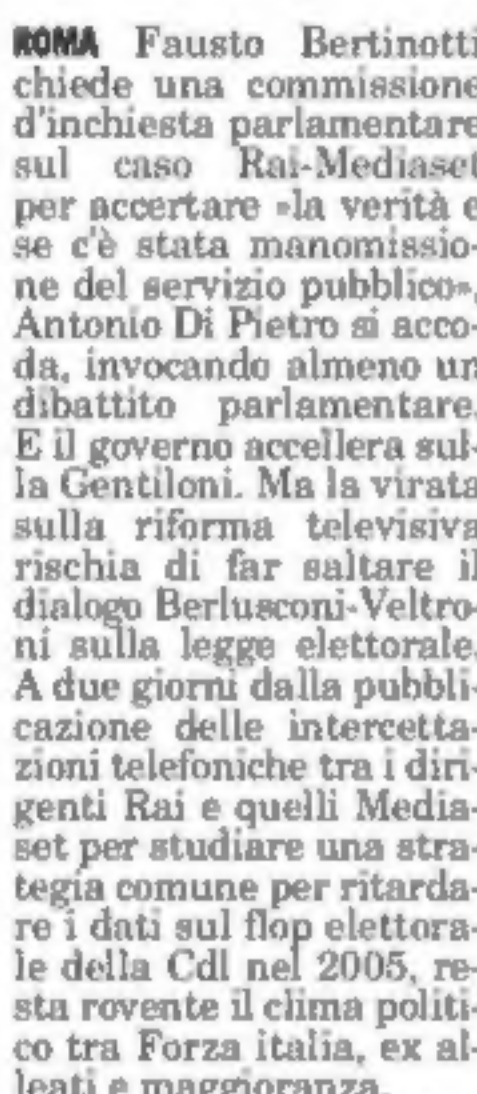 ROMA Fausto Bertinotti
chiede una commissione
d'inchiesta parlamentare
sul caso Rai-Mediaset
per accertare «la verità e
se c'è stata manomissio-
ne del servizio pubblico».
Antonio Di Pietro si acco-
da, invocando almeno un
dibattito parlamentare.
E il governo accellera sul-
la Gentiloni. Ma la virata
sulla riforma televisiva
rischia di far saltare il
dialogo Berlusconi-Veltro-
ni sulla legge elettorale.
A due giorni dalla pubbli-
cazione delle intercetta-
zioni telefoniche tra i diri-
genti Rai e quelli Media-
set per studiare una stra-
tegia comune per ritarda-
re i dati sul flop elettora-
le della Cdl nel 2005, re-
sta rovente il clima politi-
co tra Forza italia, ex al-
leati e maggioranza.